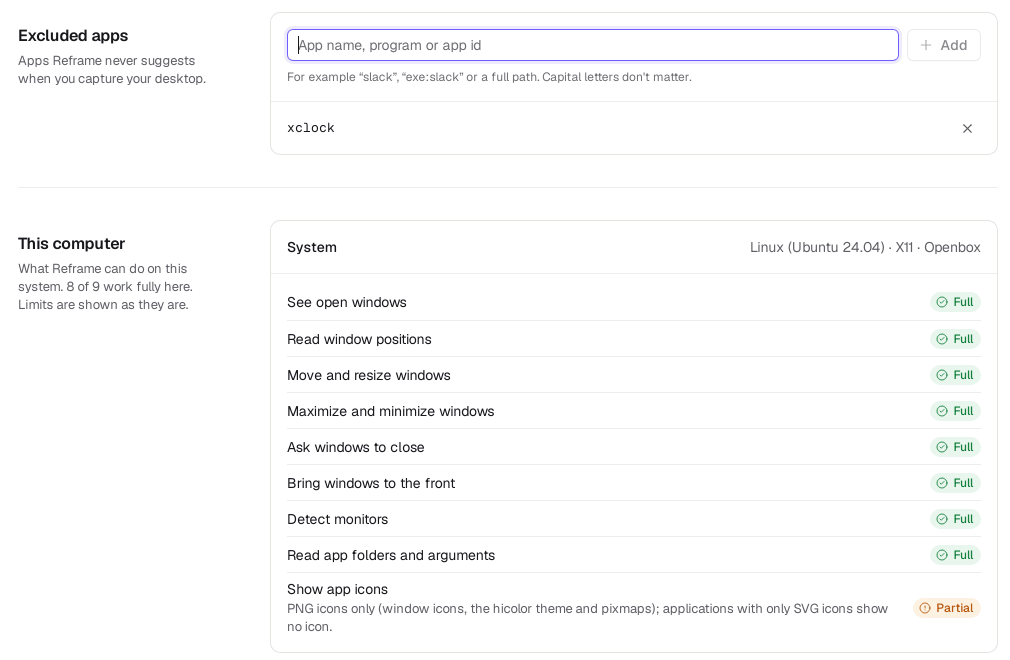 Excluded apps
Apps Reframe never suggests
when you capture your desktop.
App name, program or app id
Add
For example “slack”, “exe:slack” or a full path. Capital letters don't matter.
xclock
This computer
What Reframe can do on this
system. 8 of 9 work fully here.
Limits are shown as they are.
System
Linux (Ubuntu 24.04) · X11 · Openbox
See open windows
Full
Read window positions
Full
Move and resize windows
Full
Maximize and minimize windows
Full
Ask windows to close
Full
Bring windows to the front
Full
Detect monitors
Full
Read app folders and arguments
Full
Show app icons
PNG icons only (window icons, the hicolor theme and pixmaps); applications with only SVG icons show
no icon.
Partial